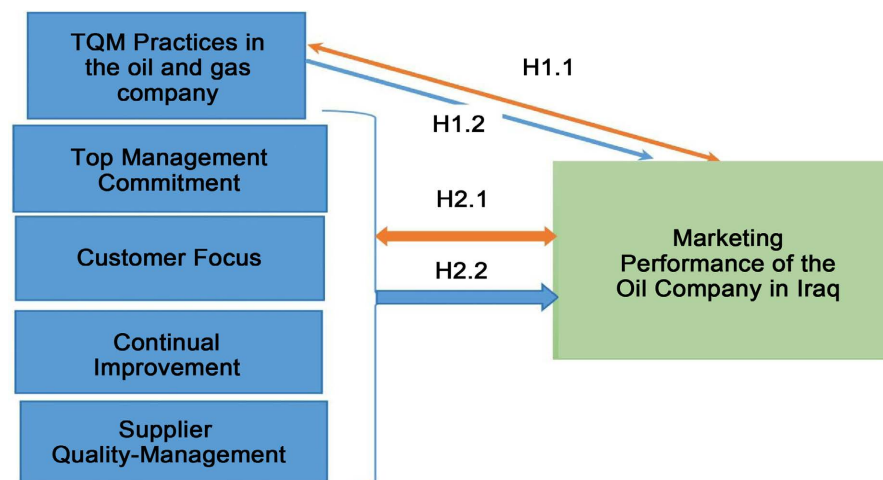 TQM Practices in
the oil and gas
company
Top Management
Commitment
Customer Focus
Continual
Improvement
Supplier
Quality-Management
H1.1
H1.2
H2.1
H2.2
Marketing
Performance of the
Oil Company in Iraq